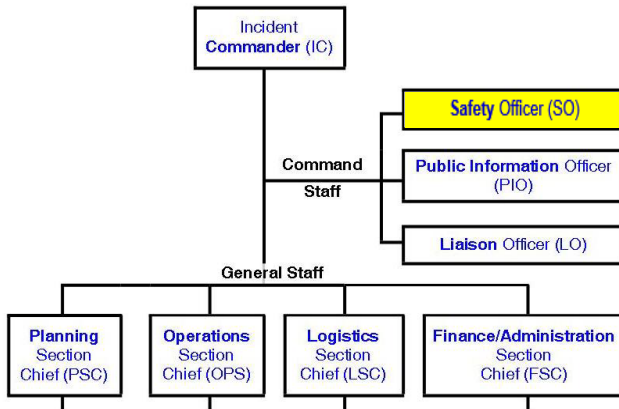 Incident
Commander (IC)
Safety Officer (SO)
Command
Staff
Public Information Officer
(PIO)
Liaison Officer (LO)
General Staff
Planning
Section
Chief (PSC)
Operations
Section
Chief (OPS)
Logistics
Section
Chief (LSC)
Finance/Administration
Section
Chief (FSC)